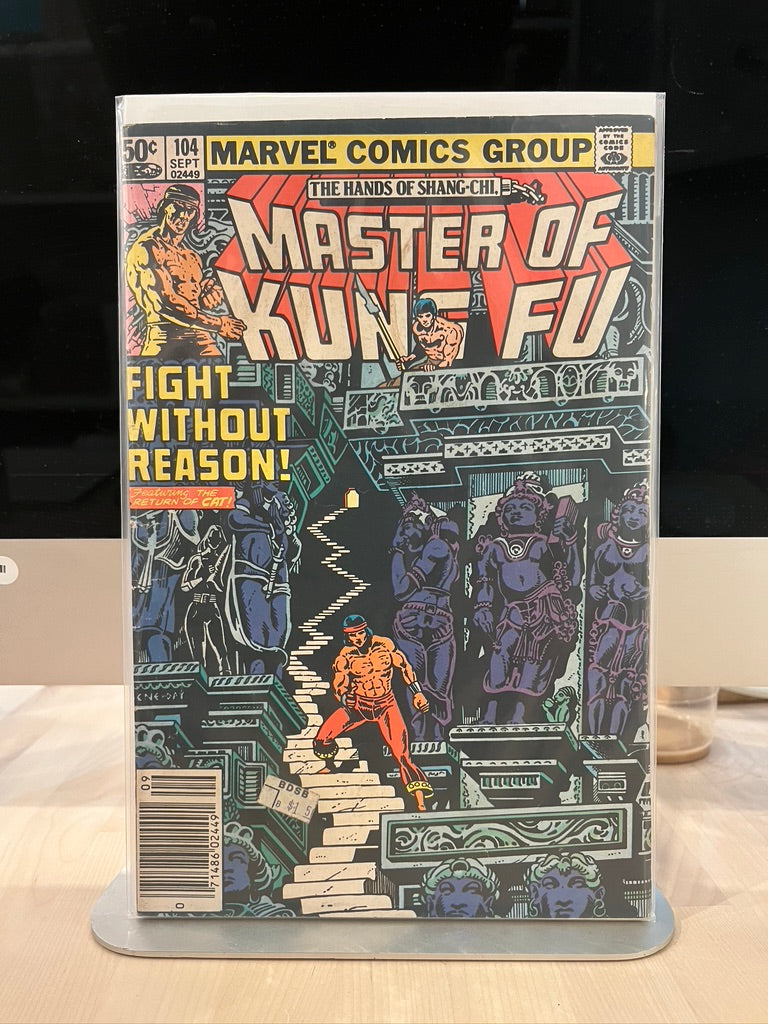 50¢
104
SEPT
02449
MARVEL® COMICS GROUP
APPROVED
BY THE
COMICS
CODE
AUTHORITY
THE HANDS OF SHANG-CHI,
MASTER OF
KUNG FU
FIGHT
WITHOUT
REASON!
Featuring THE
RETURN OF CAT!
BDSB
09
71486 02449
0